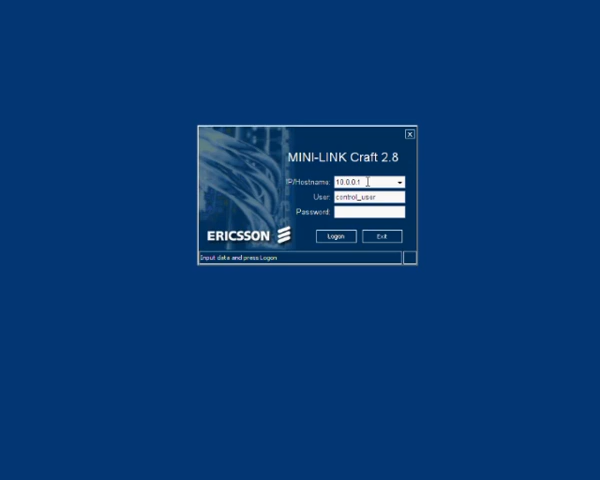 MINI-LINK Craft 2.8
IP/Hostname: 10.0.0.1
User: control_user
Password:
ERICSSON
Logon Exit
Input data and press Logon